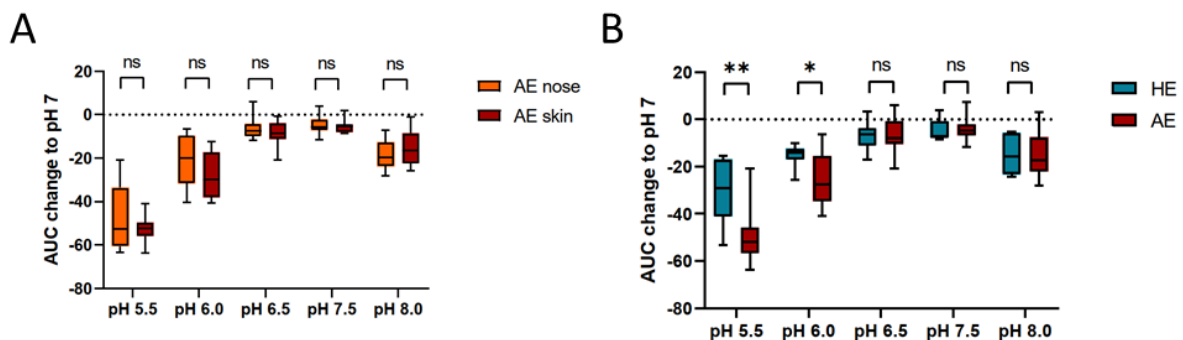 A
ns ns ns ns ns
20
0
-20
-40
-60
-80
AUC change to pH 7
pH 5.5 pH 6.0 pH 6.5 pH 7.5 pH 8.0
AE nose
AE skin
B
** * ns ns ns
20
0
-20
-40
-60
-80
AUC change to pH 7
pH 5.5 pH 6.0 pH 6.5 pH 7.5 pH 8.0
HE
AE